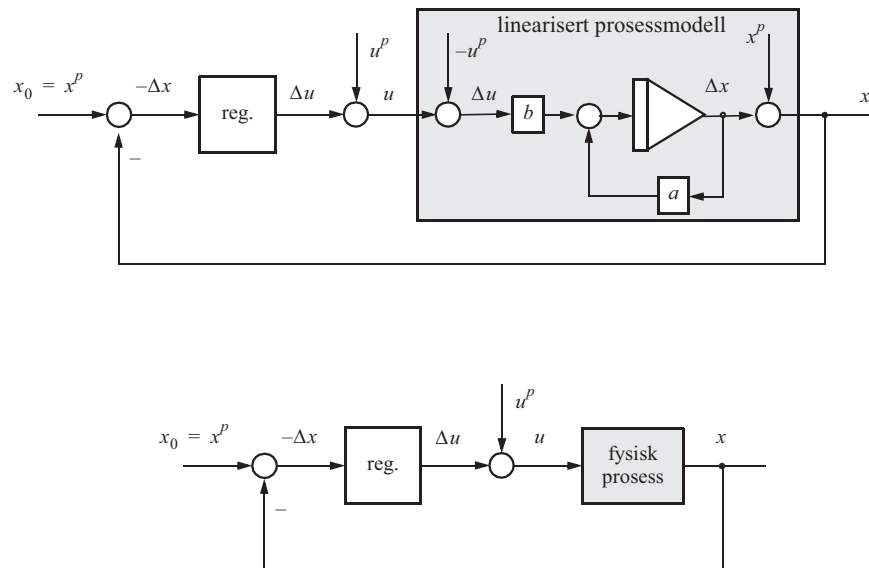 linearisert prosessmodell
x₀ = xᵖ
–Δx
reg.
Δu
uᵖ
u
–uᵖ
Δu
b
Δx
xᵖ
x
a
–
x₀ = xᵖ
–Δx
reg.
Δu
uᵖ
u
fysisk
prosess
x
–